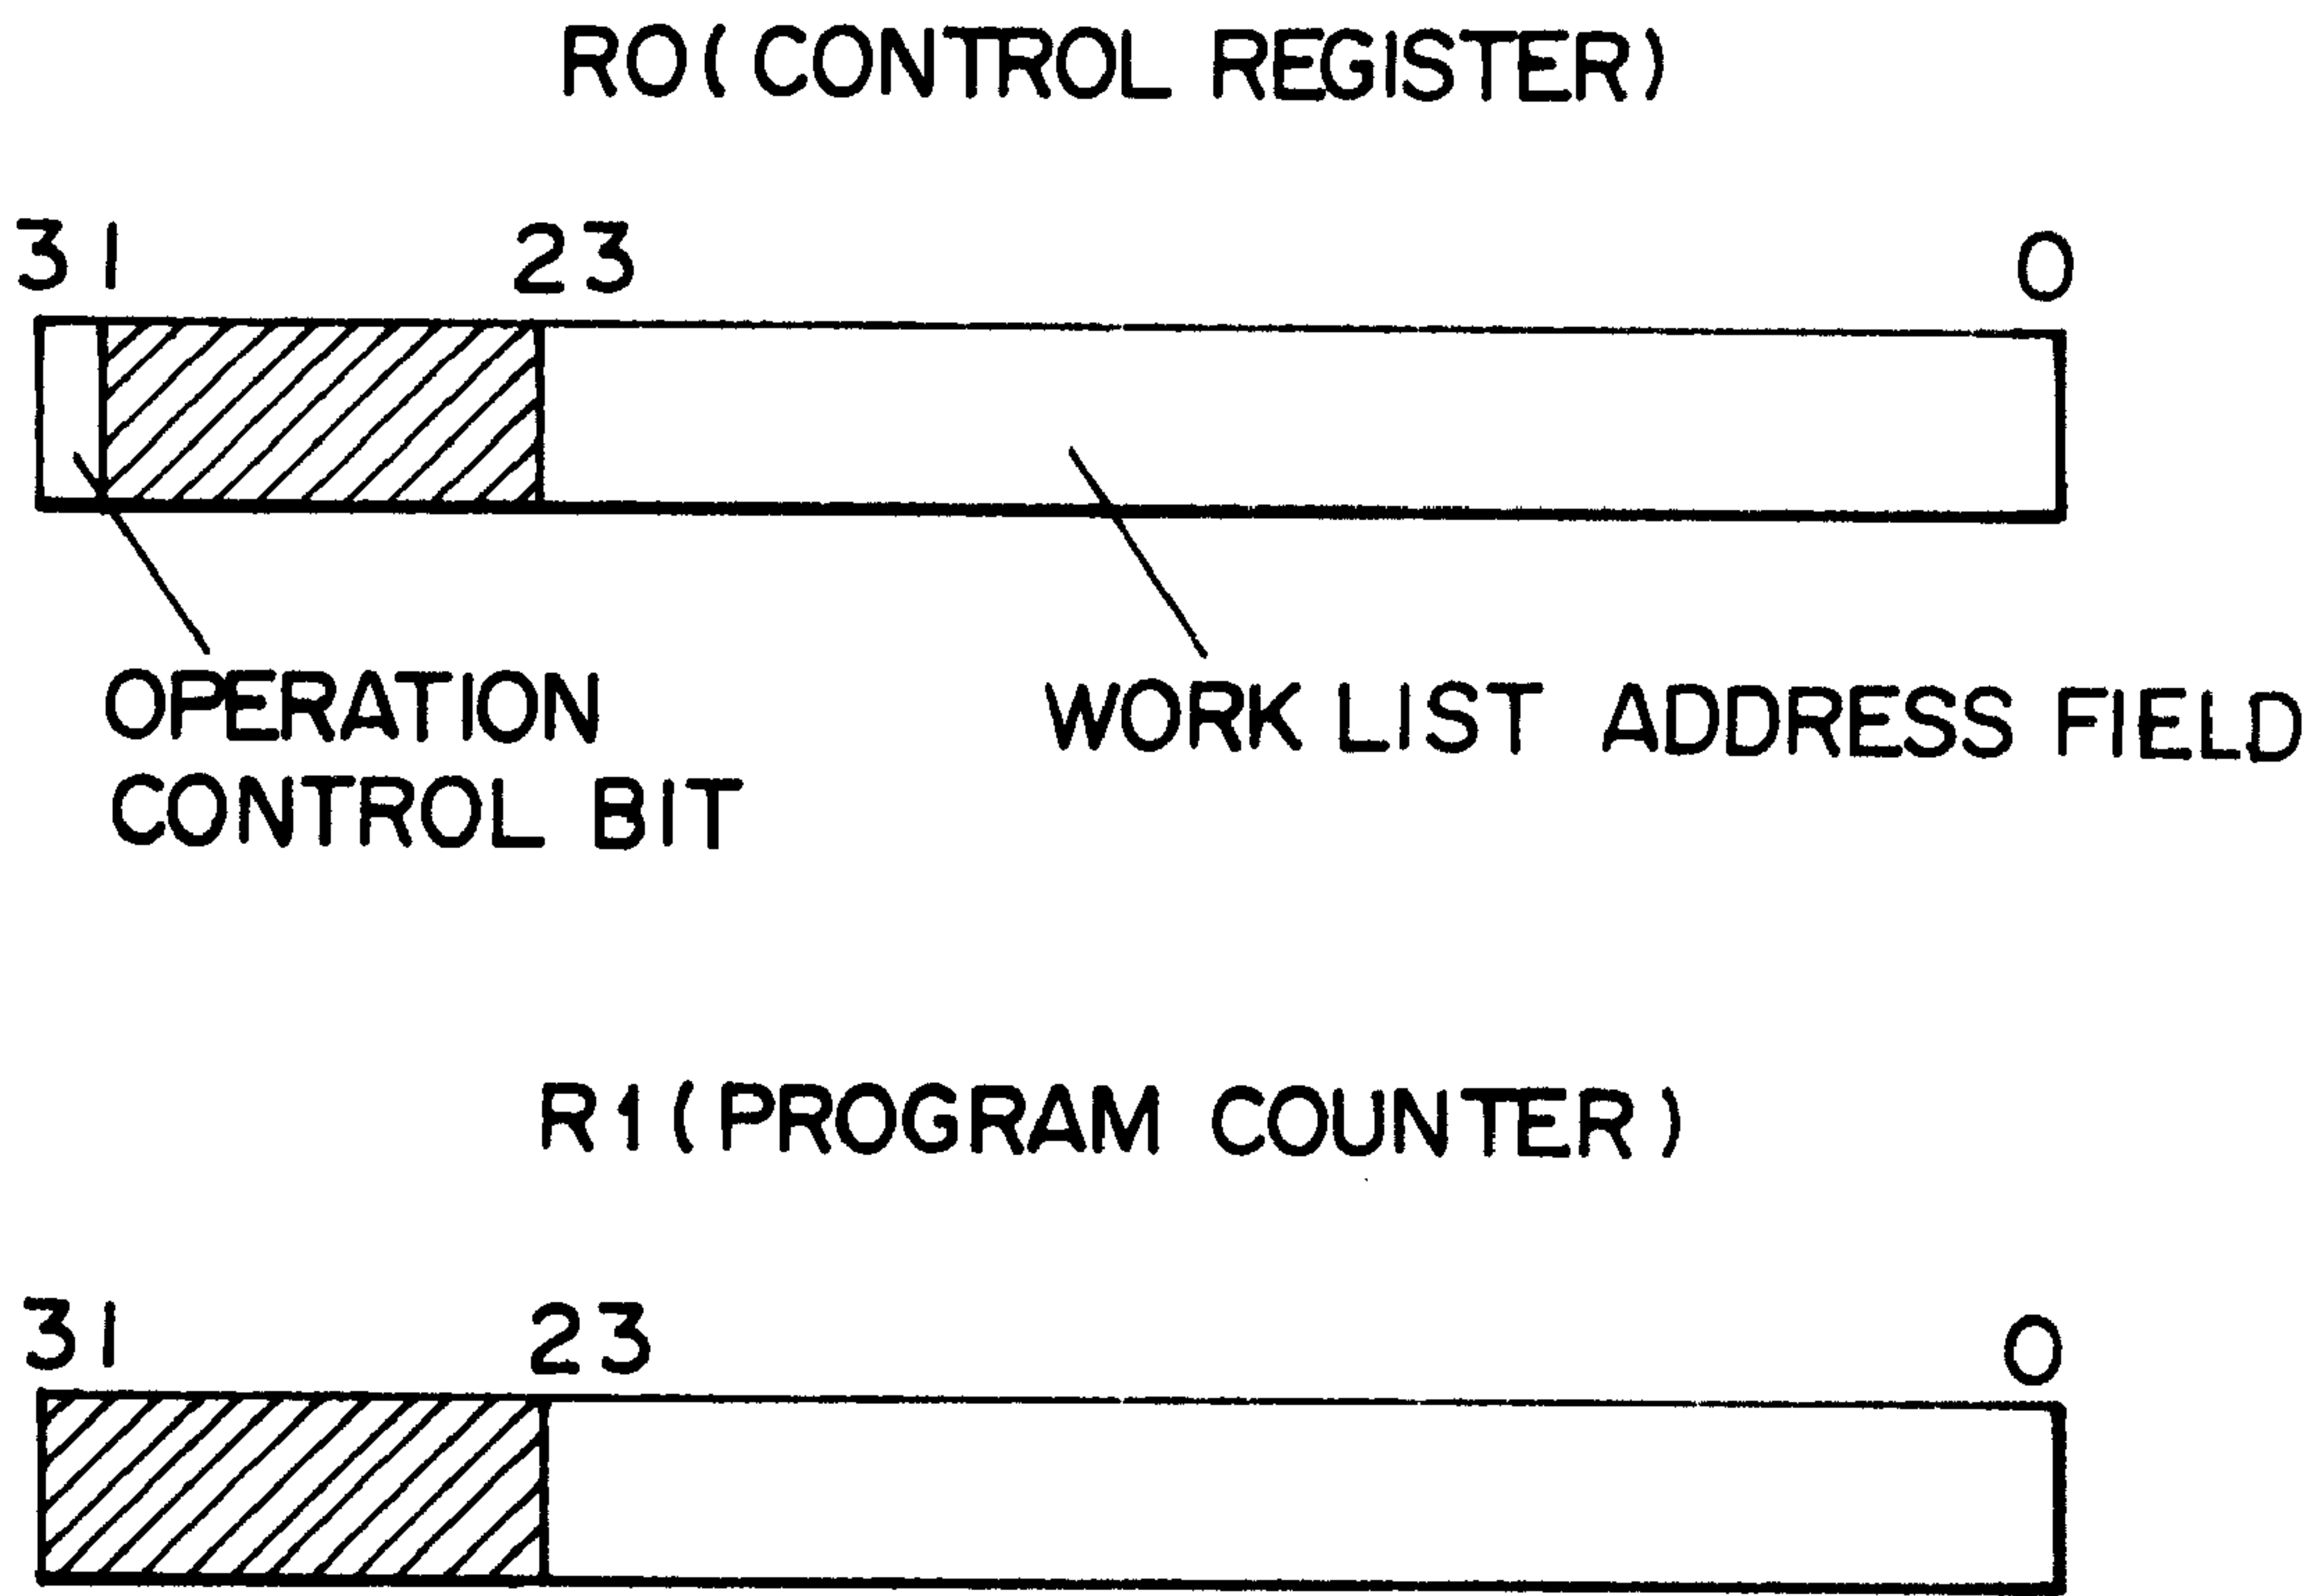 RO(CONTROL REGISTER)
31 23 0
OPERATION
CONTROL BIT
WORK LIST ADDRESS FIELD
R1(PROGRAM COUNTER)
31 23 0